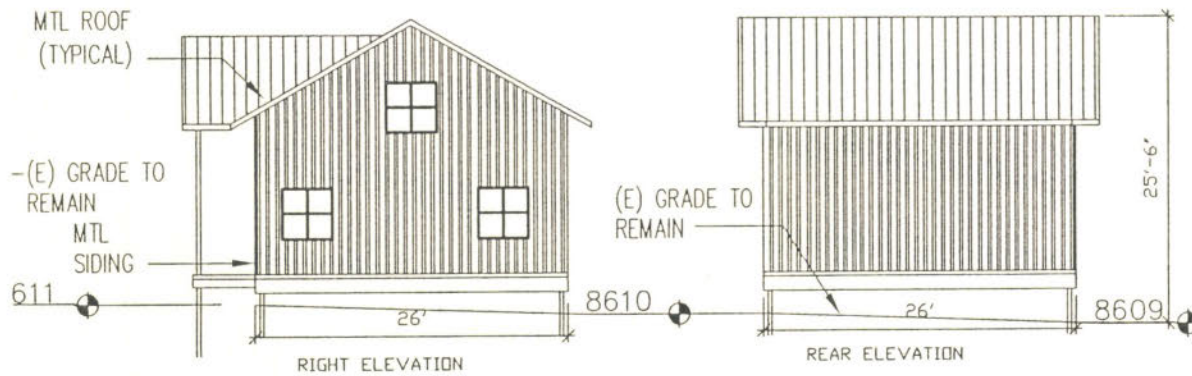 MTL ROOF
(TYPICAL)
-(E) GRADE TO
REMAIN
MTL
SIDING
611
26'
8610
RIGHT ELEVATION
(E) GRADE TO
REMAIN
26'
8609
25'-6"
REAR ELEVATION